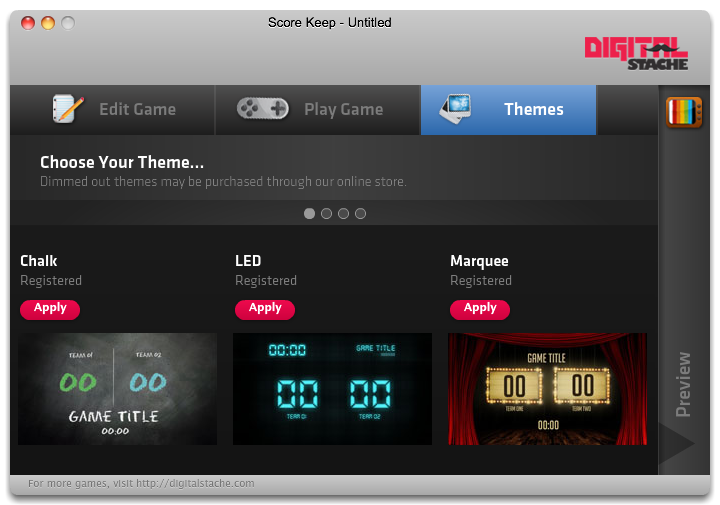 Score Keep - Untitled
DIGITAL
STACHE
Edit Game
Play Game
Themes
Choose Your Theme...
Dimmed out themes may be purchased through our online store.
Chalk
Registered
Apply
LED
Registered
Apply
Marquee
Registered
Apply
TEAM 01
TEAM 02
00
00
GAME TITLE
00:00
00:00
GAME TITLE
00
00
TEAM 01
TEAM 02
GAME TITLE
00
00
TEAM ONE
TEAM TWO
00:00
Preview
For more games, visit http://digitalstache.com